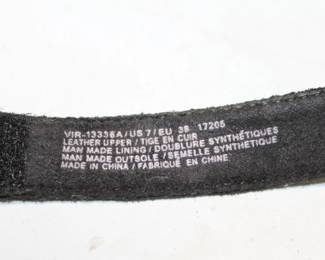 VIR-13336A / US 7 / EU 38 17205
LEATHER UPPER / TIGE EN CUIR
MAN MADE LINING / DOUBLURE SYNTHÉTIQUES
MAN MADE OUTSOLE / SEMELLE SYNTHÉTIQUE
MADE IN CHINA / FABRIQUÉ EN CHINE